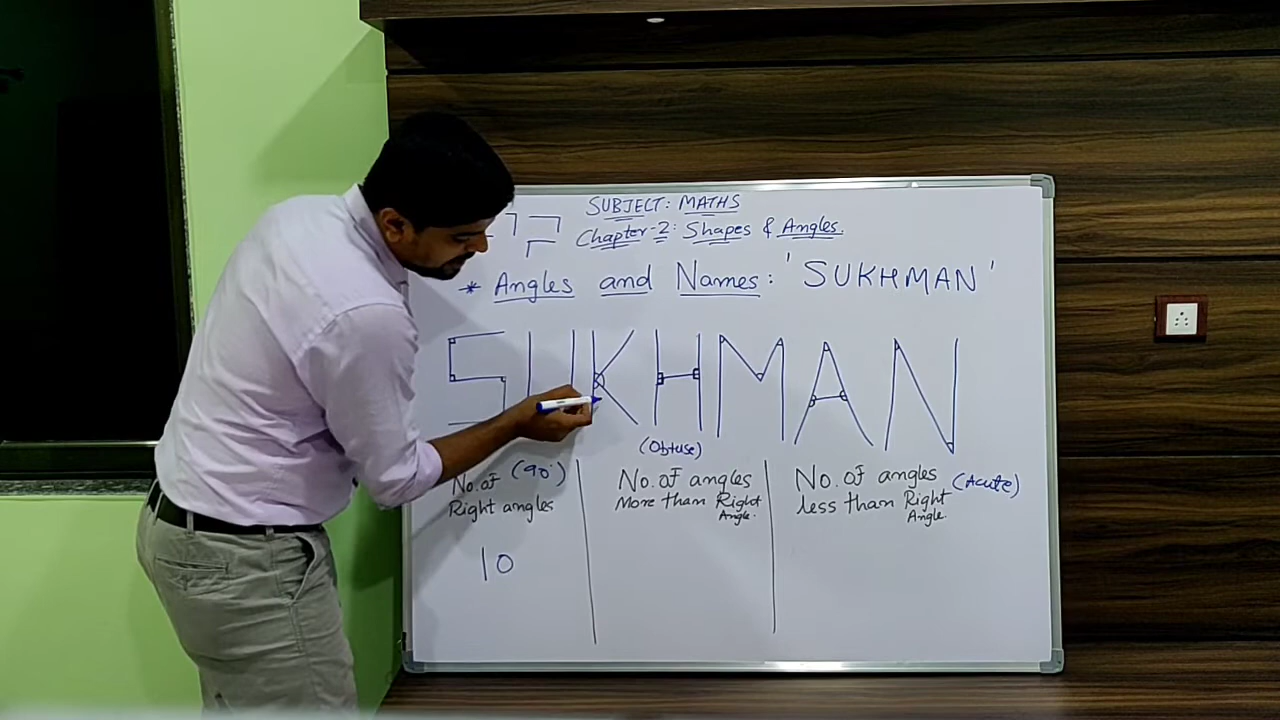 SUBJECT: MATHS
Chapter-2: Shapes & Angles.
* Angles and Names: 'SUKHMAN'
SUKHMAN
(Obtuse)
No. of (90°)
Right angles
No. of angles
More than Right
Angle.
No. of angles (Acute)
less than Right
Angle.
10